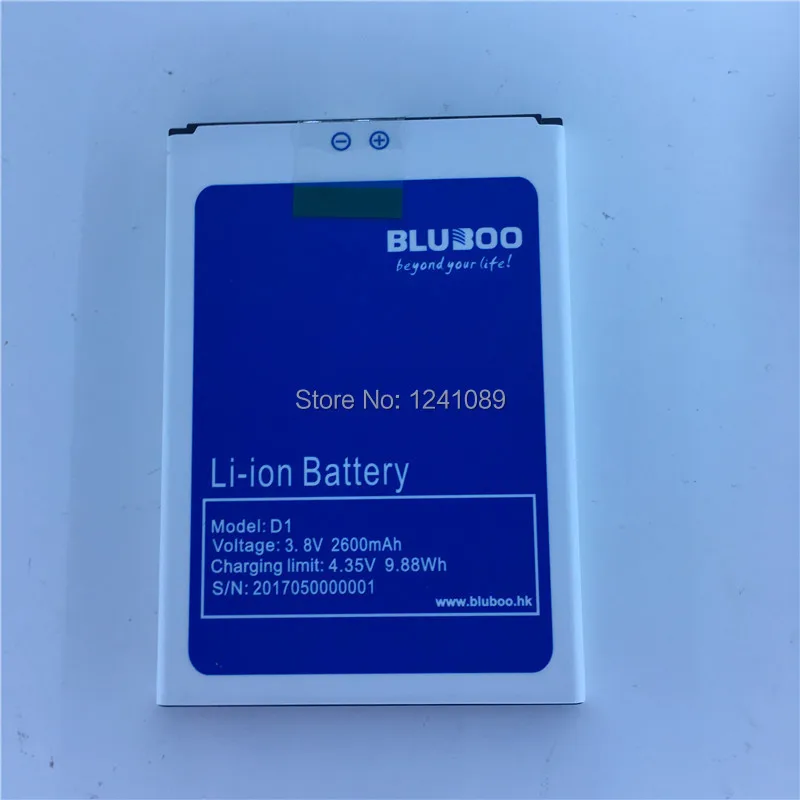 ⊖ ⊕
BLUBOO
beyond your life!
Store No: 1241089
Li-ion Battery
Model: D1
Voltage: 3.8V 2600mAh
Charging limit: 4.35V 9.88Wh
S/N: 2017050000001
www.bluboo.hk